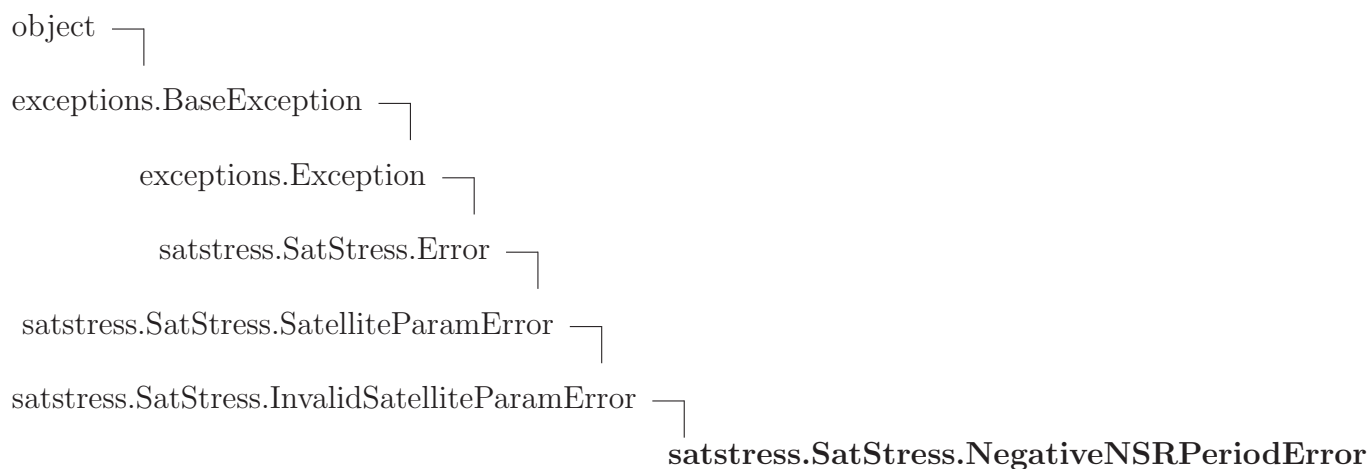 object
exceptions.BaseException
exceptions.Exception
satstress.SatStress.Error
satstress.SatStress.SatelliteParamError
satstress.SatStress.InvalidSatelliteParamError
satstress.SatStress.NegativeNSRPeriodError